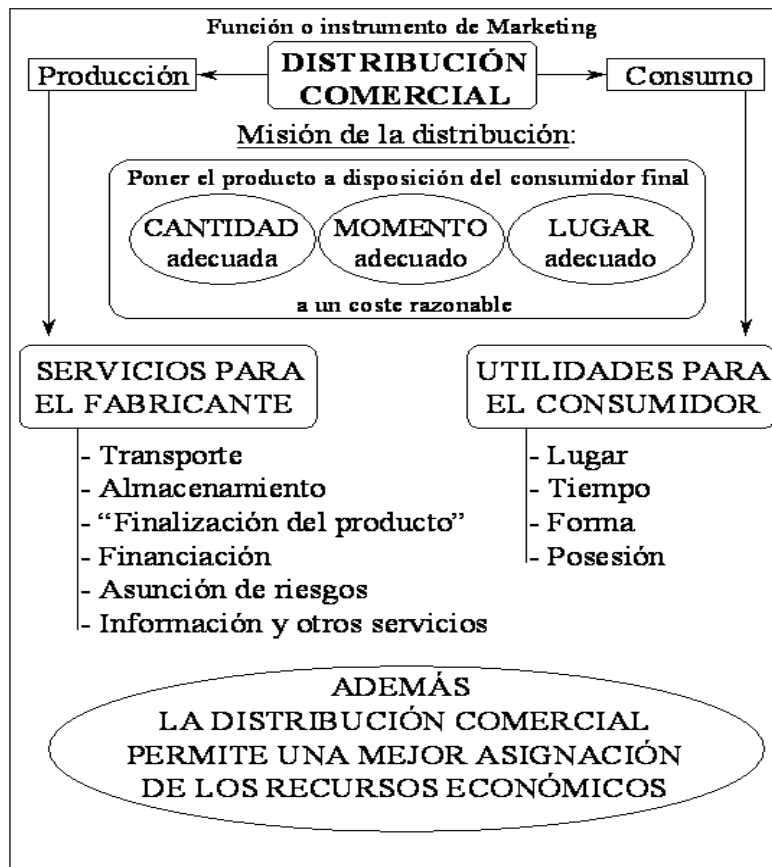 Función o instrumento de Marketing
Producción
DISTRIBUCIÓN
COMERCIAL
Consumo
Misión de la distribución:
Poner el producto a disposición del consumidor final
CANTIDAD
adecuada
MOMENTO
adecuado
LUGAR
adecuado
a un coste razonable
SERVICIOS PARA
EL FABRICANTE
- Transporte
- Almacenamiento
- “Finalización del producto”
- Financiación
- Asunción de riesgos
- Información y otros servicios
UTILIDADES PARA
EL CONSUMIDOR
- Lugar
- Tiempo
- Forma
- Posesión
ADEMÁS
LA DISTRIBUCIÓN COMERCIAL
PERMITE UNA MEJOR ASIGNACIÓN
DE LOS RECURSOS ECONÓMICOS